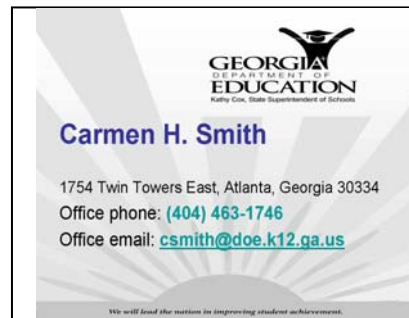 GEORGIA
DEPARTMENT OF
EDUCATION
Kathy Cox, State Superintendent of Schools
Carmen H. Smith
1754 Twin Towers East, Atlanta, Georgia 30334
Office phone: (404) 463-1746
Office email: csmith@doe.k12.ga.us
We will lead the nation in improving student achievement.